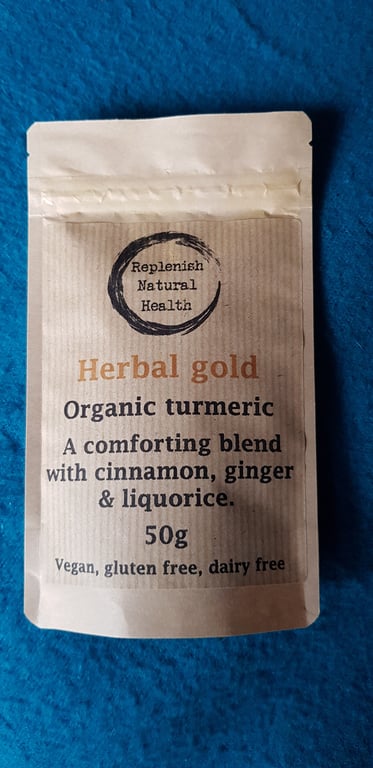 Replenish
Natural
Health
Herbal gold
Organic turmeric
A comforting blend
with cinnamon, ginger
& liquorice.
50g
Vegan, gluten free, dairy free